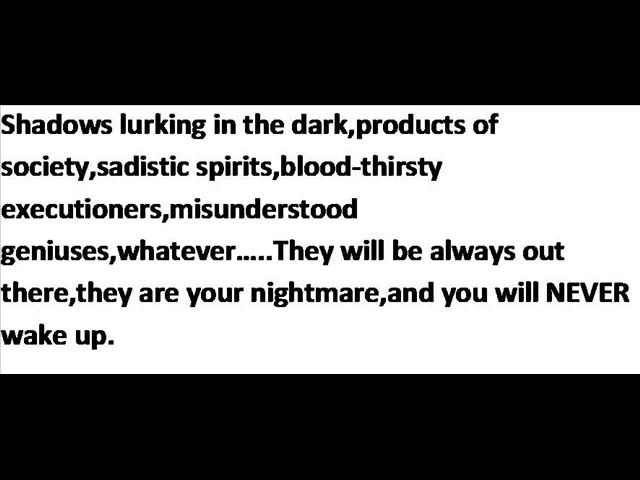 Shadows lurking in the dark,products of
society,sadistic spirits,blood-thirsty
executioners,misunderstood
geniuses,whatever.....They will be always out
there,they are your nightmare,and you will NEVER
wake up.